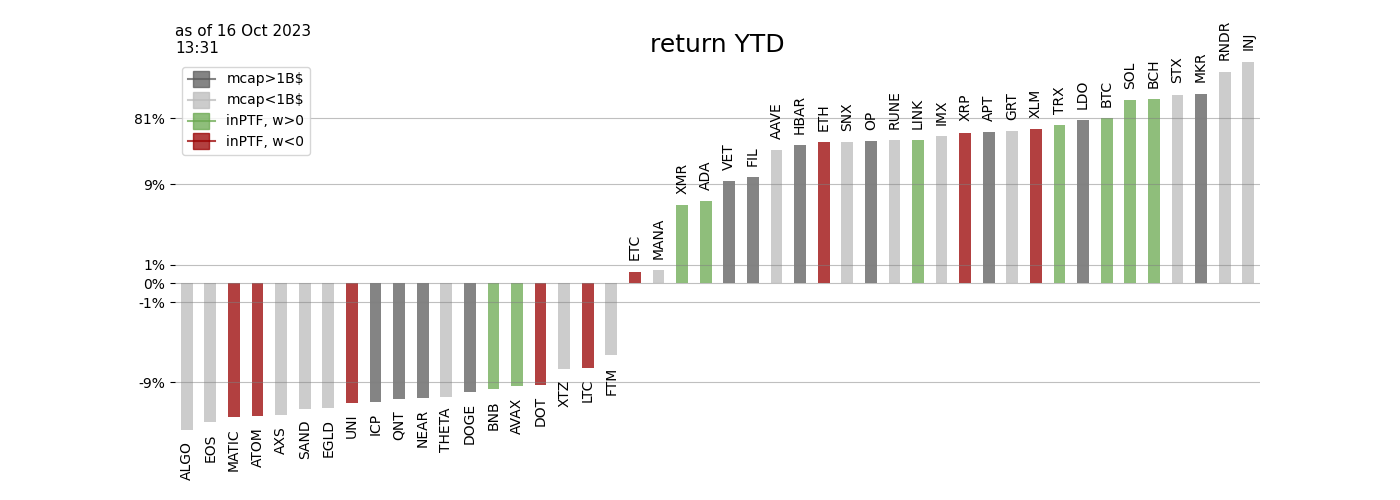 as of 16 Oct 2023
13:31
return YTD
mcap>1B$
mcap<1B$
inPTF, w>0
inPTF, w<0
81%
9%
1%
0%
-1%
-9%
ALGO
EOS
MATIC
ATOM
AXS
SAND
EGLD
UNI
ICP
QNT
NEAR
THETA
DOGE
BNB
AVAX
DOT
XTZ
LTC
FTM
ETC
MANA
XMR
ADA
VET
FIL
AAVE
HBAR
ETH
SNX
OP
RUNE
LINK
IMX
XRP
APT
GRT
XLM
TRX
LDO
BTC
SOL
BCH
STX
MKR
RNDR
INJ